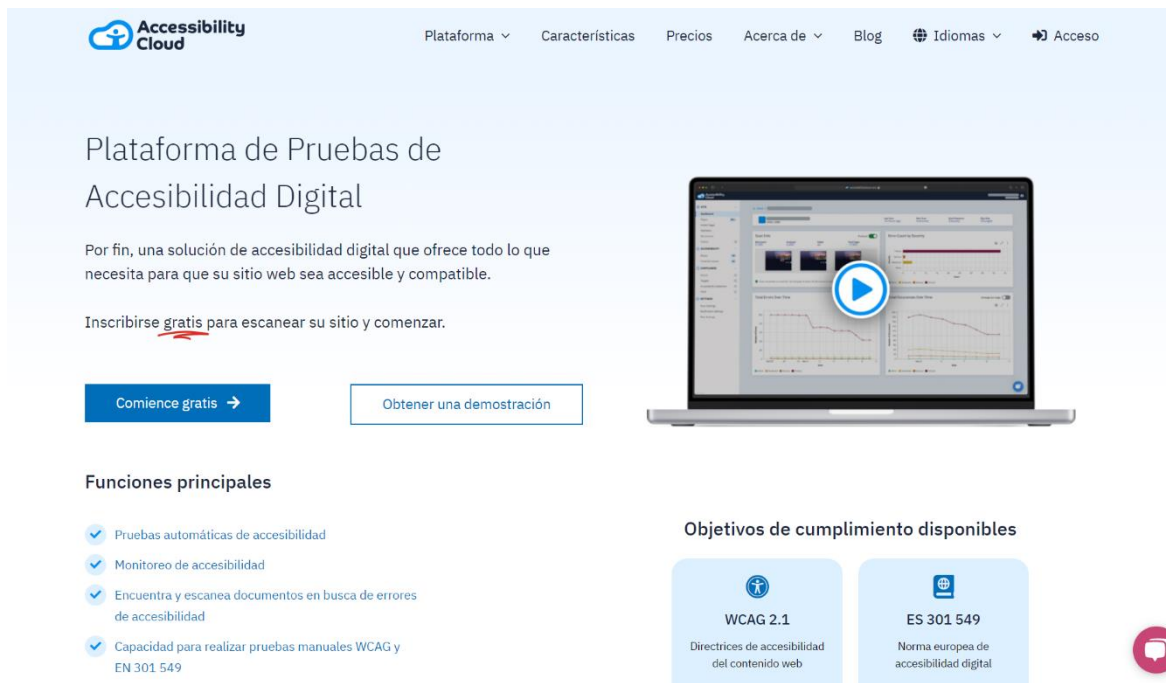 Accessibility
Cloud
Plataforma
Características
Precios
Acerca de
Blog
Idiomas
Acceso
Plataforma de Pruebas de
Accesibilidad Digital
Por fin, una solución de accesibilidad digital que ofrece todo lo que
necesita para que su sitio web sea accesible y compatible.
Inscribirse gratis para escanear su sitio y comenzar.
Comience gratis
Obtener una demostración
Funciones principales
Pruebas automáticas de accesibilidad
Monitoreo de accesibilidad
Encuentra y escanea documentos en busca de errores
de accesibilidad
Capacidad para realizar pruebas manuales WCAG y
EN 301 549
Objetivos de cumplimiento disponibles
WCAG 2.1
Directrices de accesibilidad
del contenido web
ES 301 549
Norma europea de
accesibilidad digital